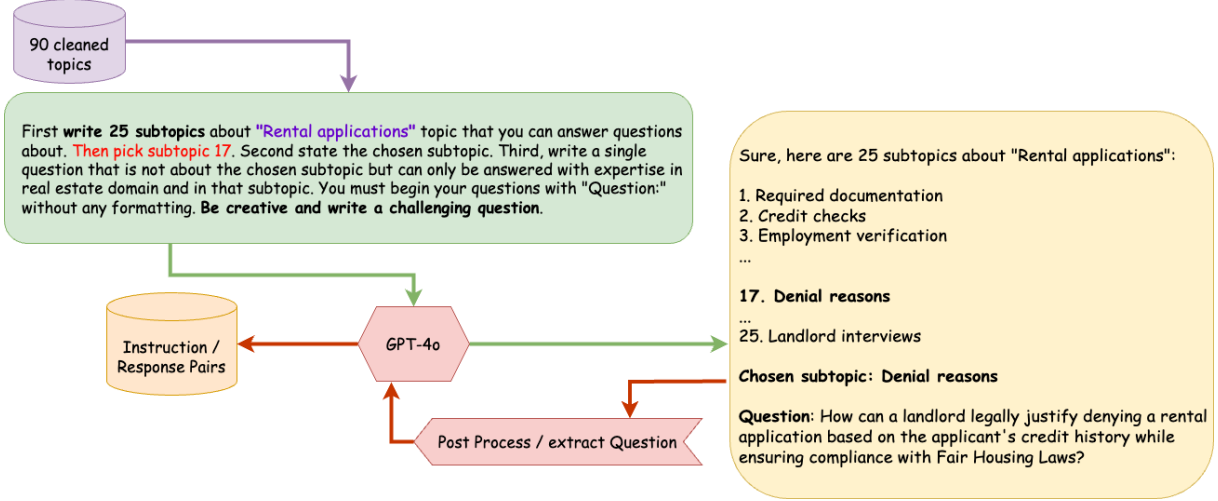 90 cleaned
topics
First write 25 subtopics about "Rental applications" topic that you can answer questions
about. Then pick subtopic 17. Second state the chosen subtopic. Third, write a single
question that is not about the chosen subtopic but can only be answered with expertise in
real estate domain and in that subtopic. You must begin your questions with "Question:"
without any formatting. Be creative and write a challenging question.
GPT-4o
Instruction /
Response Pairs
Post Process / extract Question
Sure, here are 25 subtopics about "Rental applications":
1. Required documentation
2. Credit checks
3. Employment verification
...
17. Denial reasons
...
25. Landlord interviews
Chosen subtopic: Denial reasons
Question: How can a landlord legally justify denying a rental
application based on the applicant's credit history while
ensuring compliance with Fair Housing Laws?